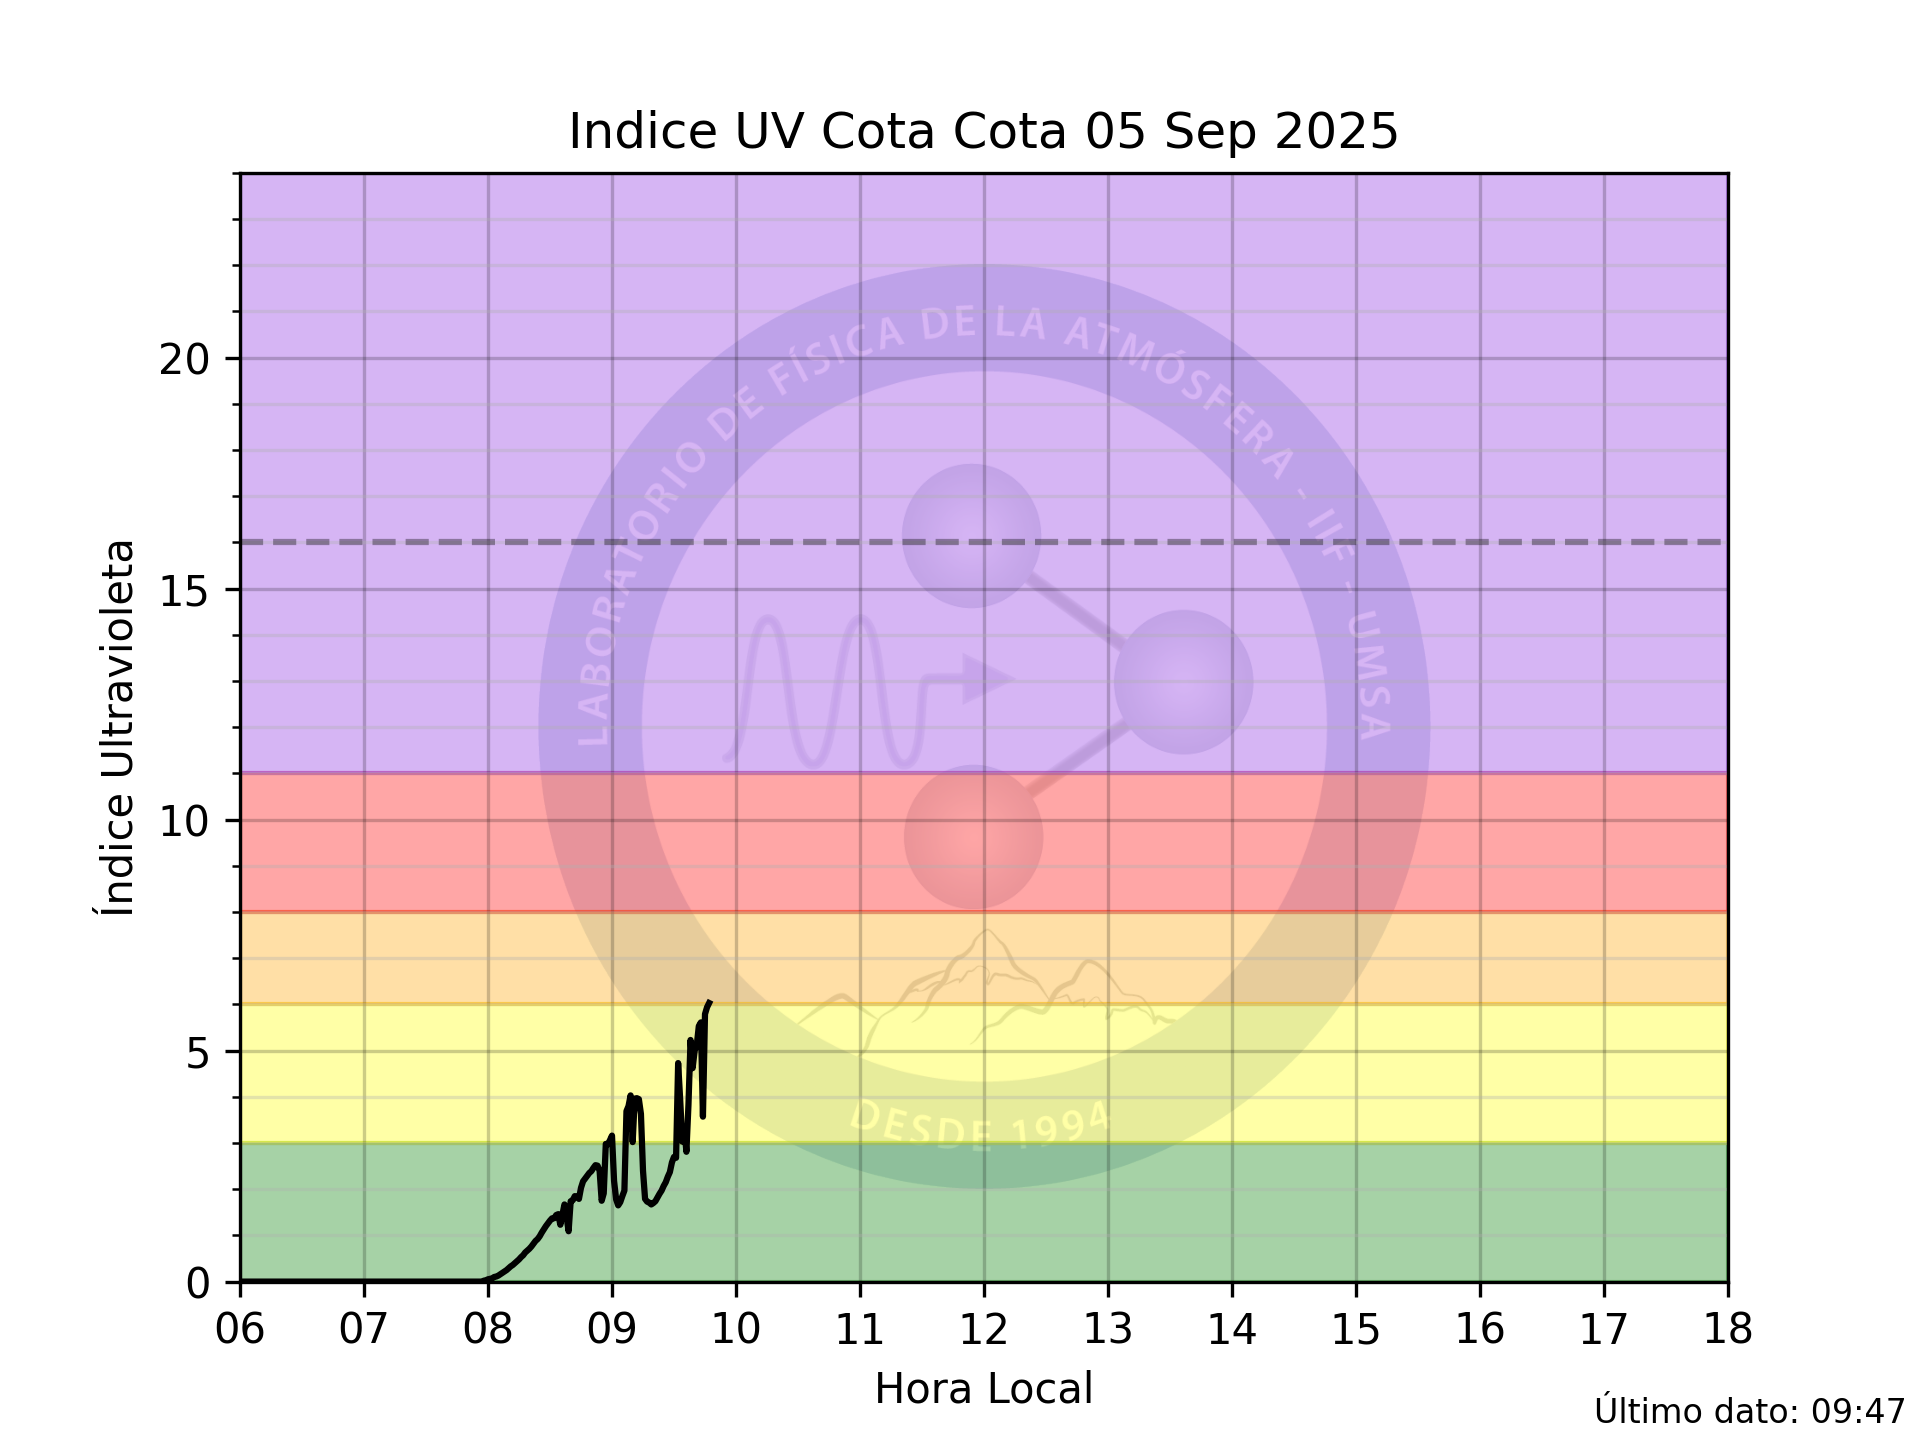 Indice UV Cota Cota 05 Sep 2025
LABORATORIO DE FÍSICA DE LA ATMÓSFERA - IIF - UMSA
20
15
10
5
0
Índice Ultravioleta
DESDE 1994
06 07 08 09 10 11 12 13 14 15 16 17 18
Hora Local
Último dato: 09:47